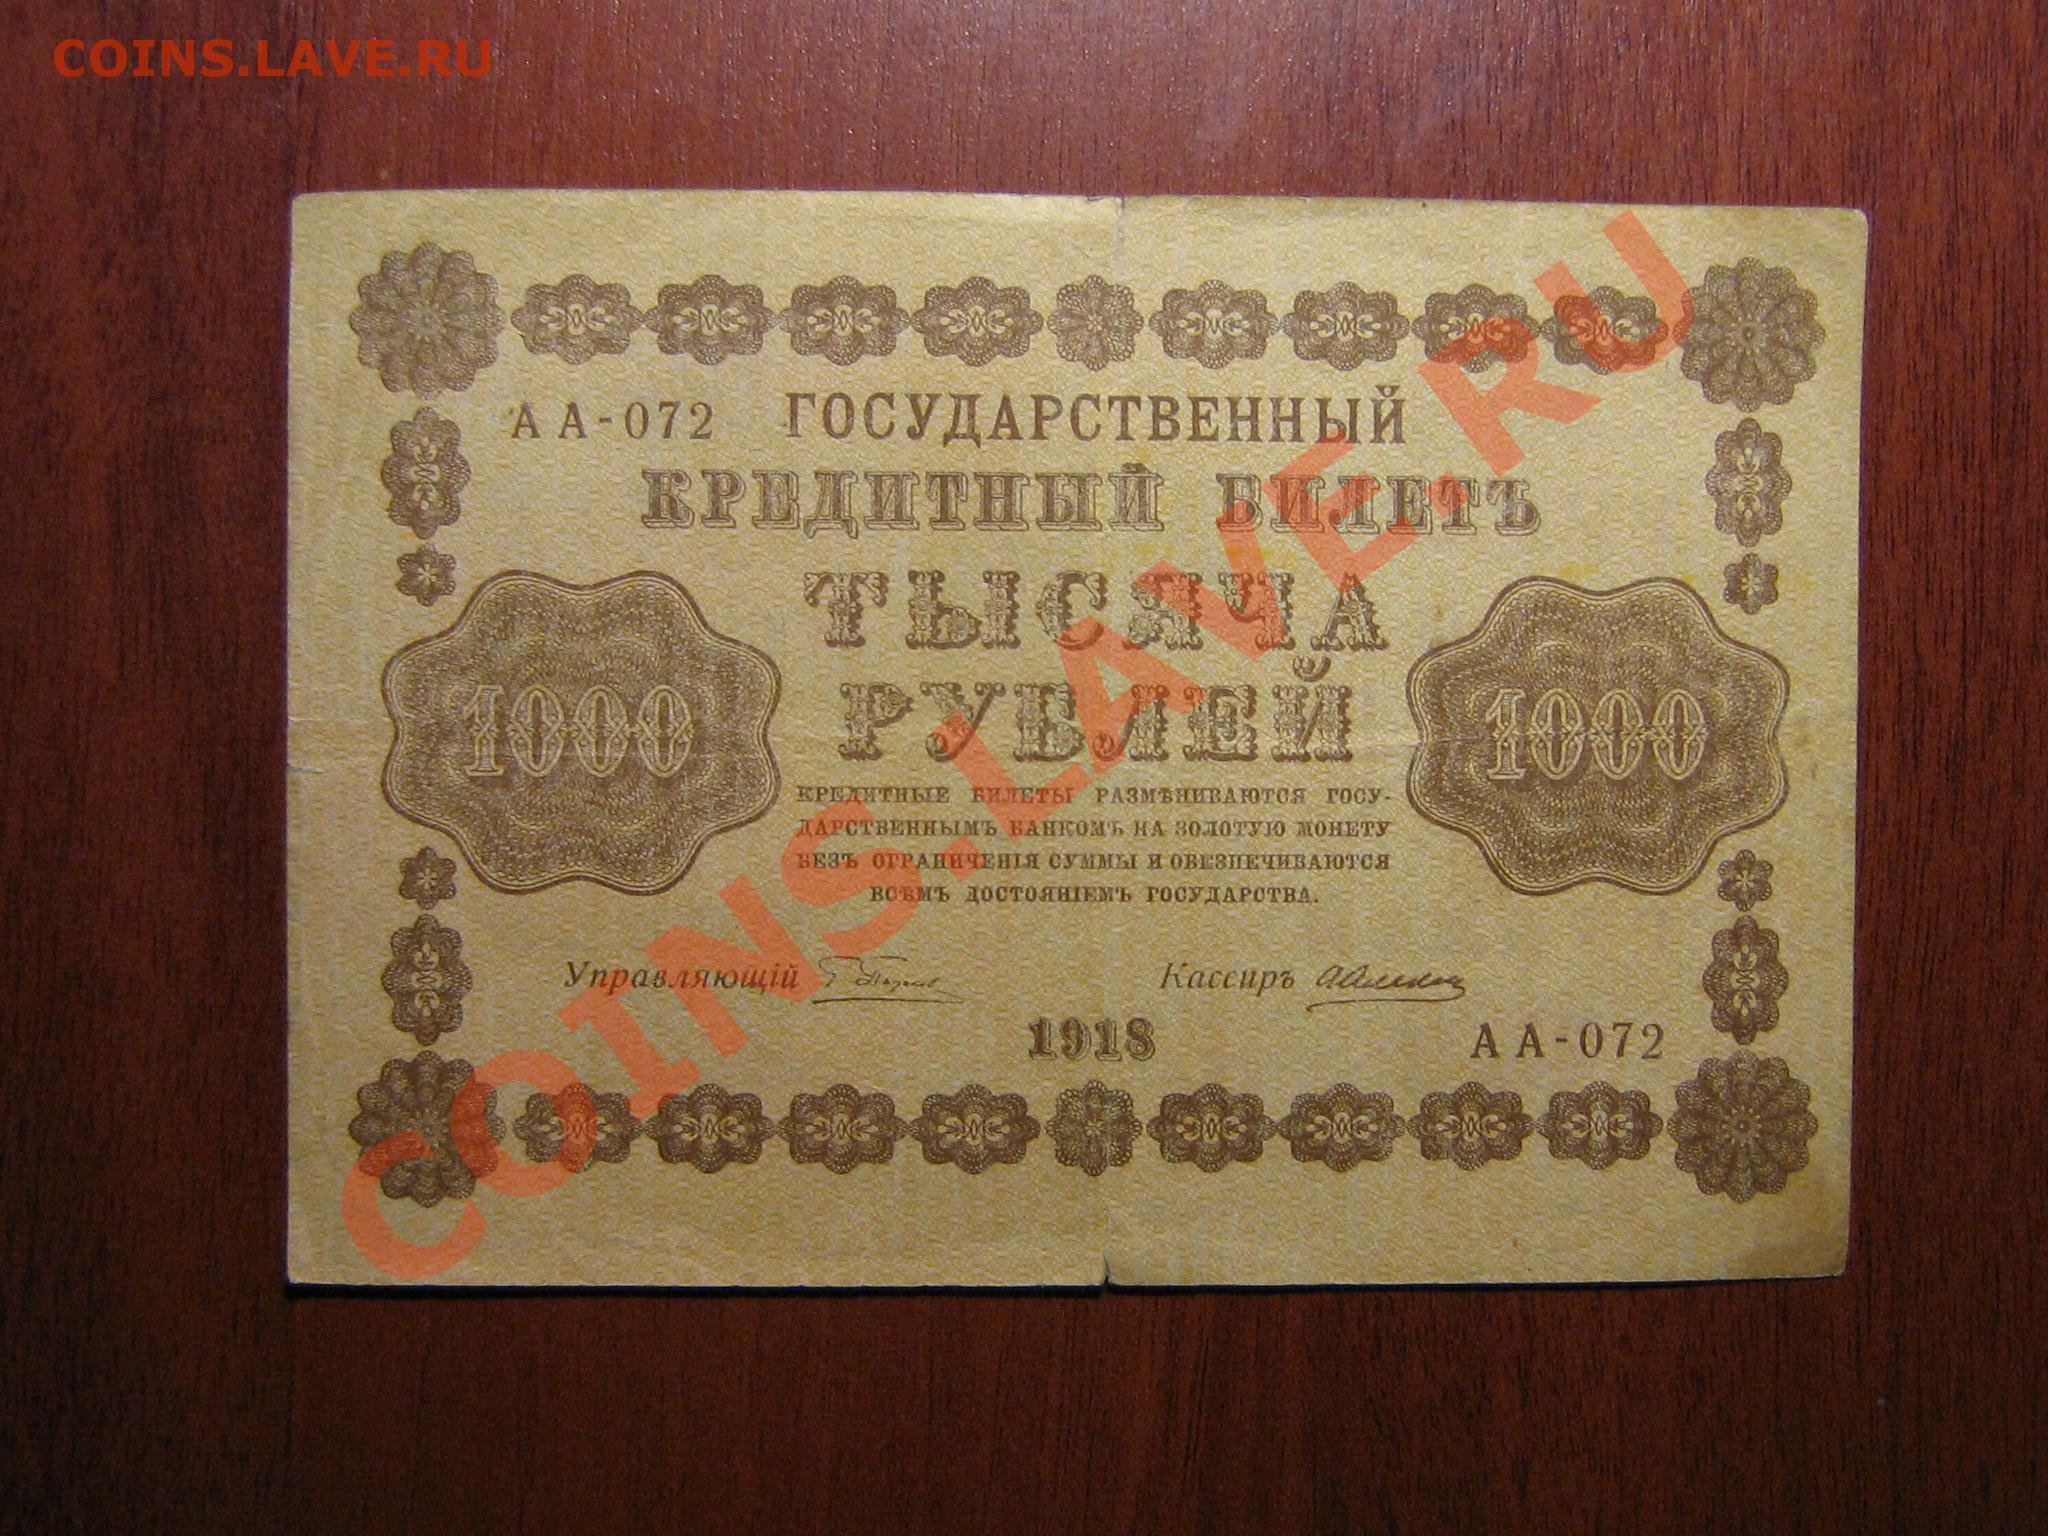 COINS.LAVE.RU
АА-072 ГОСУДАРСТВЕННЫЙ
КРЕДИТНЫЙ БИЛЕТЪ
ТЫСЯЧА
РУБЛЕЙ
1000 1000
КРЕДИТНЫЕ БИЛЕТЫ РАЗМѢНИВАЮТСЯ ГОСУ-
ДАРСТВЕННЫМЪ БАНКОМЪ НА ЗОЛОТУЮ МОНЕТУ
БЕЗЪ ОГРАНИЧЕНІЯ СУММЫ И ОБЕЗПЕЧИВАЮТСЯ
ВСѢМЪ ДОСТОЯНІЕМЪ ГОСУДАРСТВА.
Управляющій Кассиръ
1918 АА-072
COINS.LAVE.RU